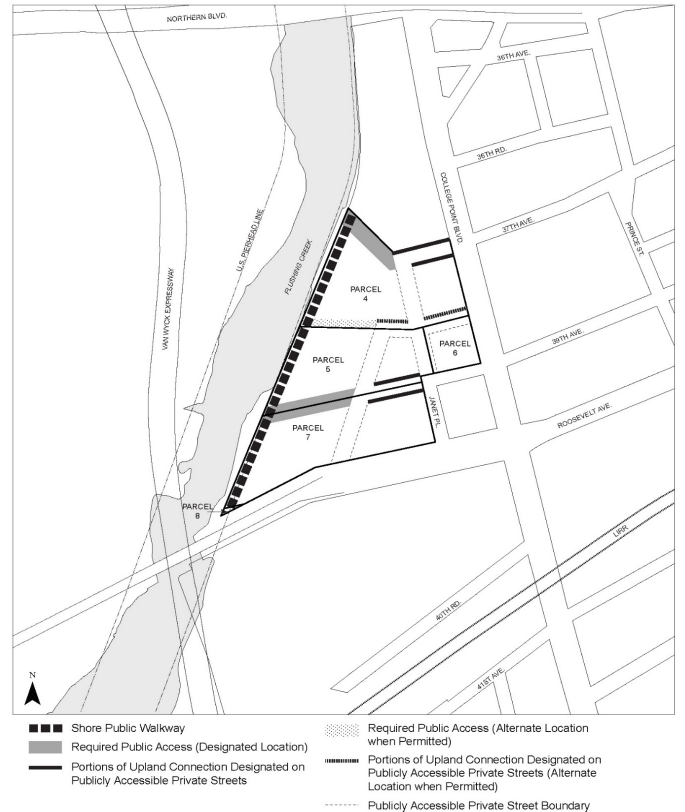 NORTHERN BLVD.
36TH AVE.
36TH RD.
COLLEGE POINT BLVD.
37TH AVE.
PRINCE ST.
U.S. PIERHEAD LINE
FLUSHING CREEK
VAN WYCK EXPRESSWAY
PARCEL
4
39TH AVE.
PARCEL
6
PARCEL
5
JANET PL.
ROOSEVELT AVE.
PARCEL
7
PARCEL
8
LIRR
40TH RD.
41ST AVE.
N
Shore Public Walkway
Required Public Access (Designated Location)
Portions of Upland Connection Designated on
Publicly Accessible Private Streets
Required Public Access (Alternate Location
when Permitted)
Portions of Upland Connection Designated on
Publicly Accessible Private Streets (Alternate
Location when Permitted)
Publicly Accessible Private Street Boundary